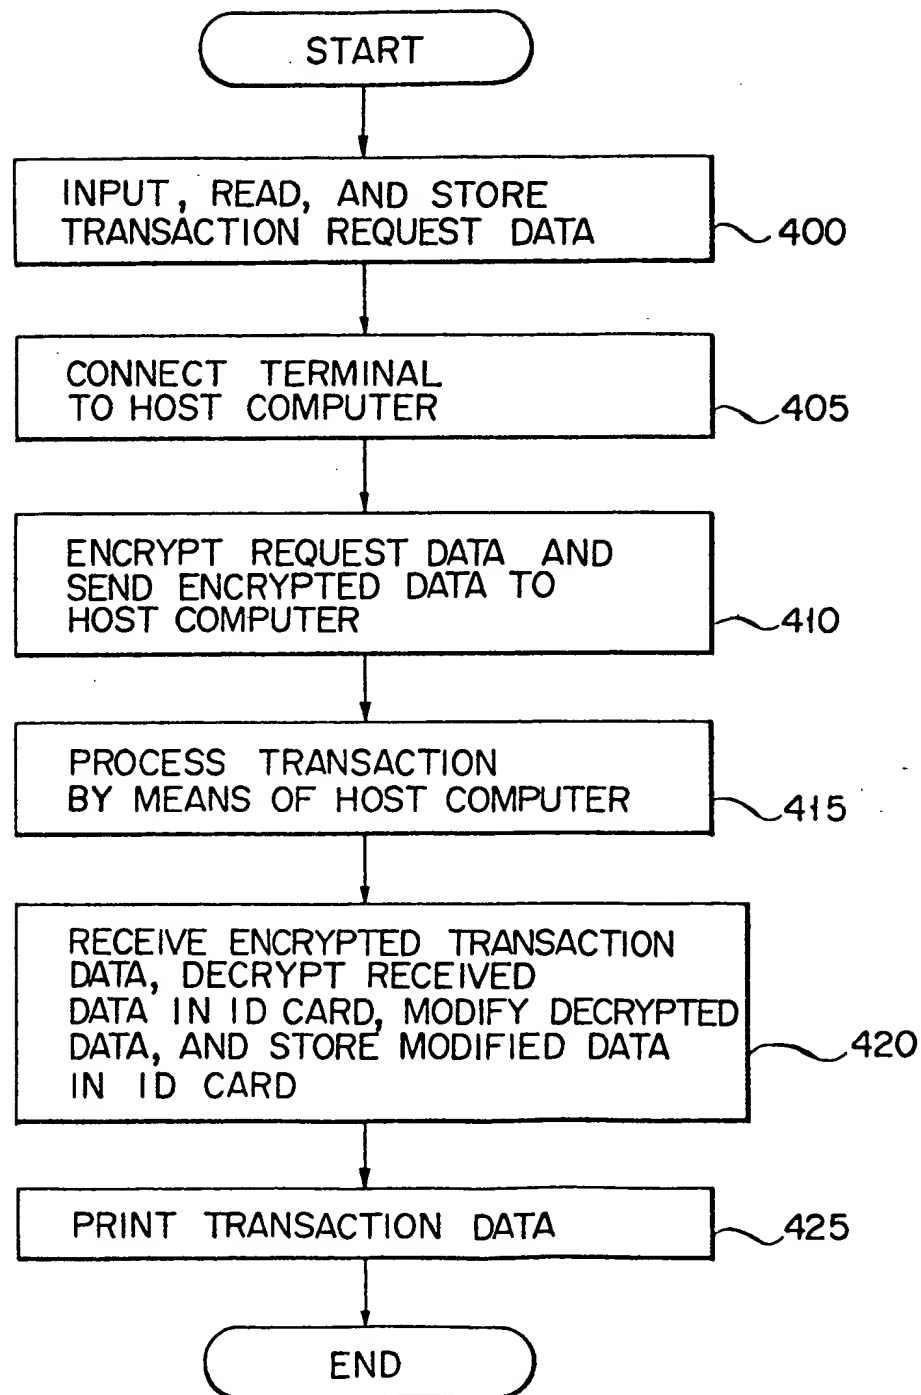 START
INPUT, READ, AND STORE
TRANSACTION REQUEST DATA
400
CONNECT TERMINAL
TO HOST COMPUTER
405
ENCRYPT REQUEST DATA AND
SEND ENCRYPTED DATA TO
HOST COMPUTER
410
PROCESS TRANSACTION
BY MEANS OF HOST COMPUTER
415
RECEIVE ENCRYPTED TRANSACTION
DATA, DECRYPT RECEIVED
DATA IN ID CARD, MODIFY DECRYPTED
DATA, AND STORE MODIFIED DATA
IN ID CARD
420
PRINT TRANSACTION DATA
425
END